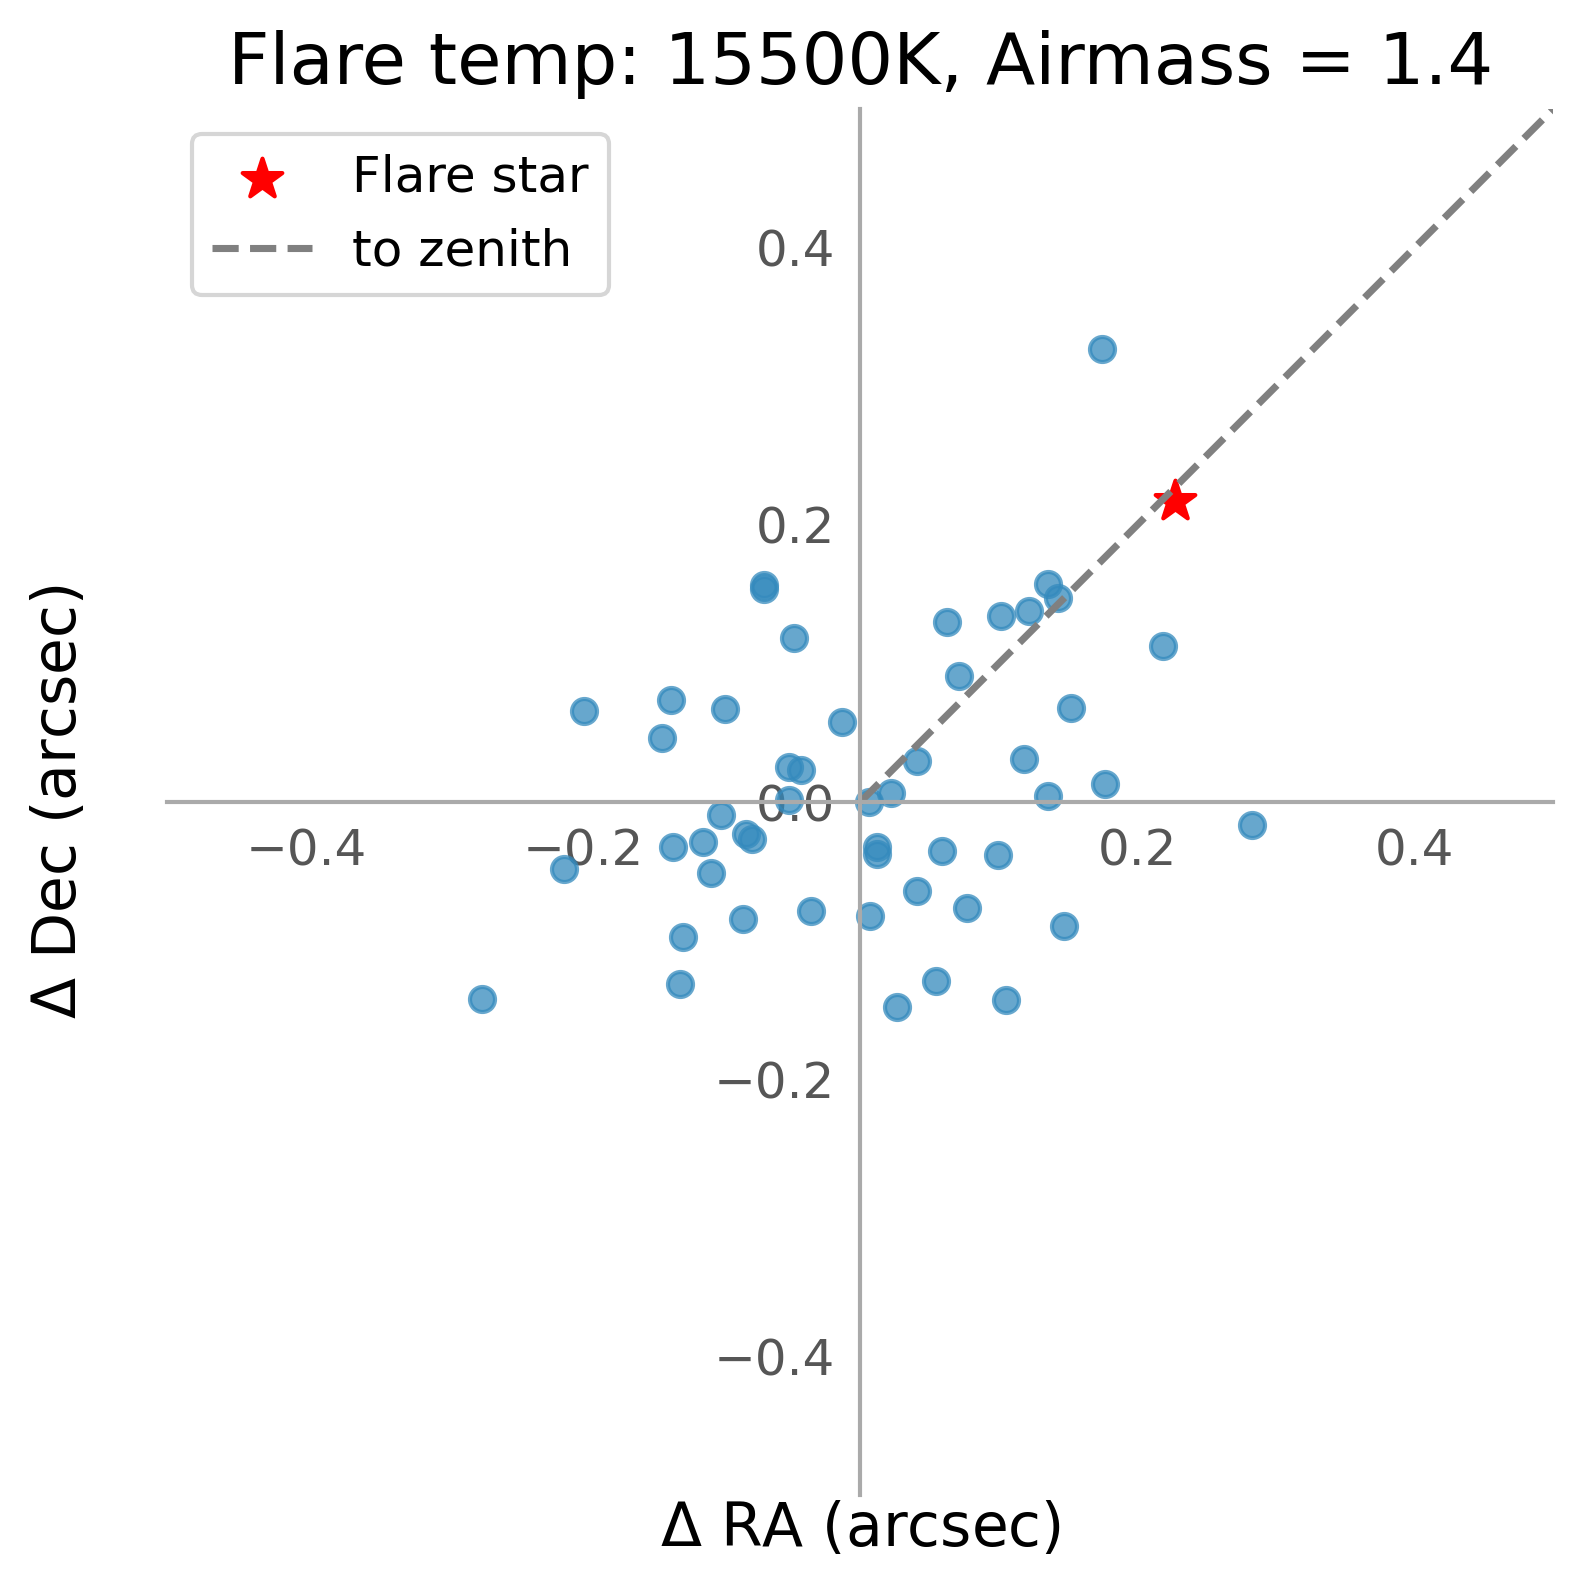 Flare temp: 15500K, Airmass = 1.4
Flare star
to zenith
0.4
0.2
0.0
−0.4
−0.2
0.2
0.4
−0.2
−0.4
Δ Dec (arcsec)
Δ RA (arcsec)